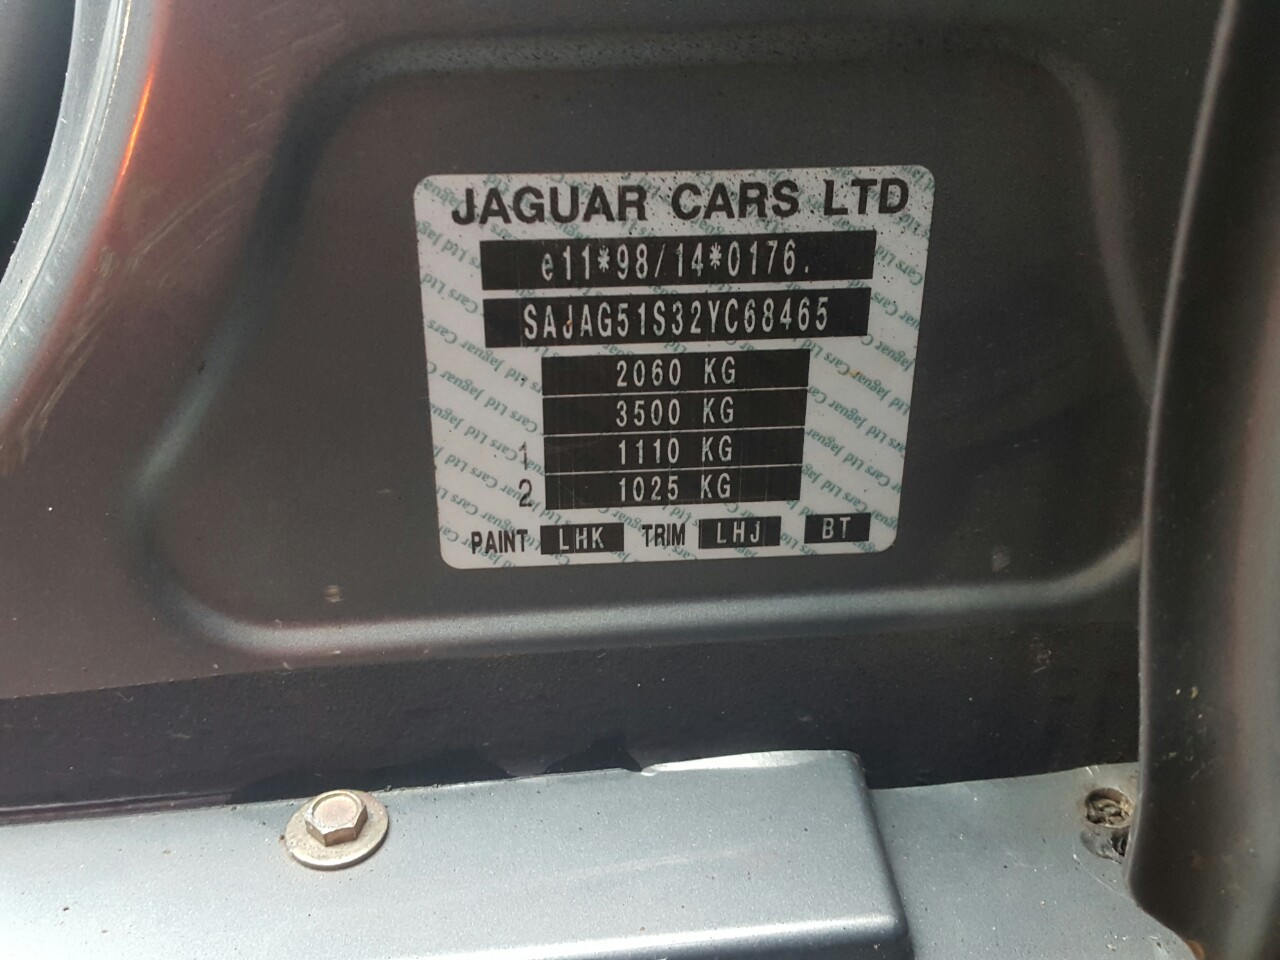 JAGUAR CARS LTD
e11*98/14*0176.
SAJAG51S32YC68465
2060 KG
3500 KG
1 1110 KG
2 1025 KG
PAINT LHK TRIM LHJ BT